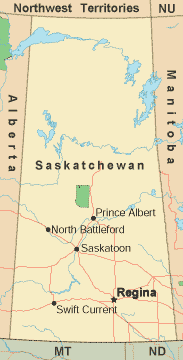 Northwest Territories NU
Alberta
Manitoba
Saskatchewan
Prince Albert
North Battleford
Saskatoon
Regina
Swift Current
MT ND